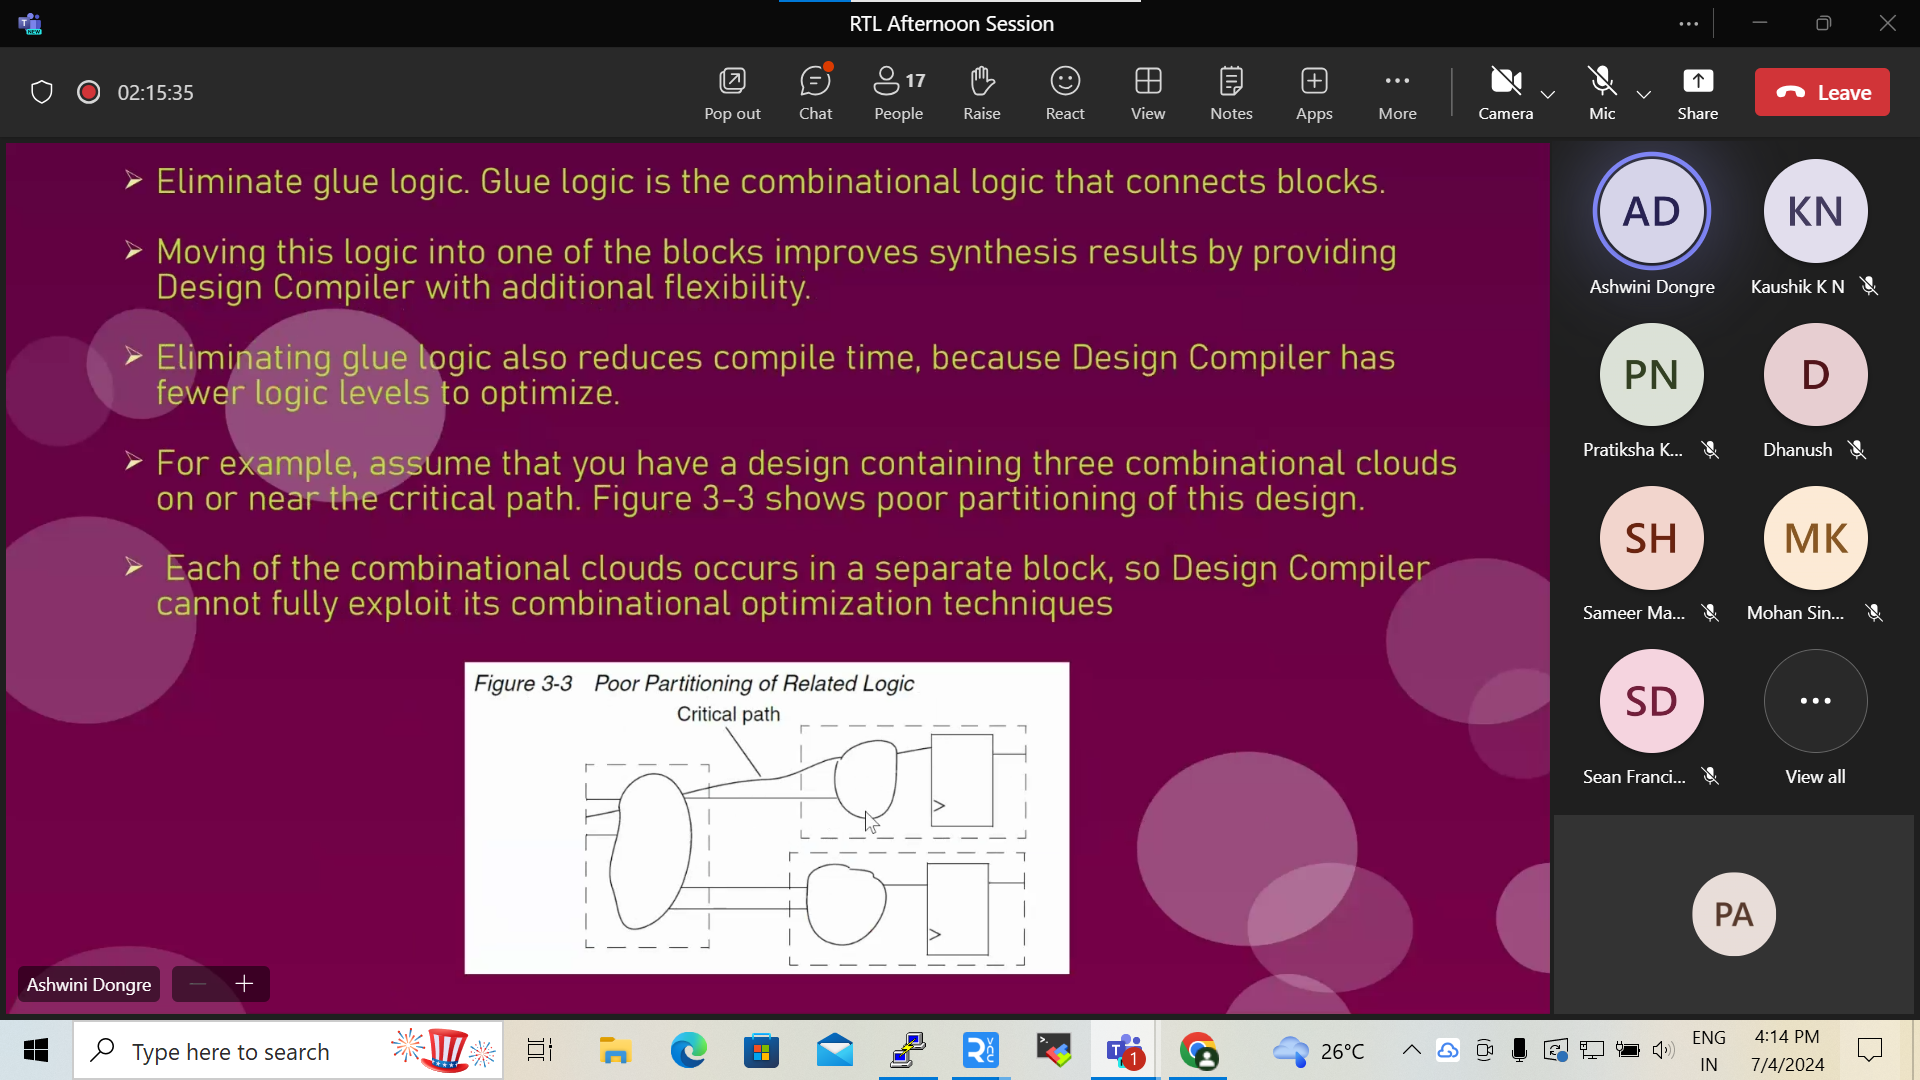 RTL Afternoon Session
02:15:35
Pop out
Chat
17
People
Raise
React
View
Notes
Apps
More
Camera
Mic
Share
Leave
➢ Eliminate glue logic. Glue logic is the combinational logic that connects blocks.
➢ Moving this logic into one of the blocks improves synthesis results by providing
Design Compiler with additional flexibility.
➢ Eliminating glue logic also reduces compile time, because Design Compiler has
fewer logic levels to optimize.
➢ For example, assume that you have a design containing three combinational clouds
on or near the critical path. Figure 3-3 shows poor partitioning of this design.
➢ Each of the combinational clouds occurs in a separate block, so Design Compiler
cannot fully exploit its combinational optimization techniques
Figure 3-3 Poor Partitioning of Related Logic
Critical path
Ashwini Dongre
AD
Ashwini Dongre
KN
Kaushik K N
PN
Pratiksha K...
D
Dhanush
SH
Sameer Ma...
MK
Mohan Sin...
SD
Sean Franci...
View all
PA
Type here to search
1
26°C
ENG
IN
4:14 PM
7/4/2024